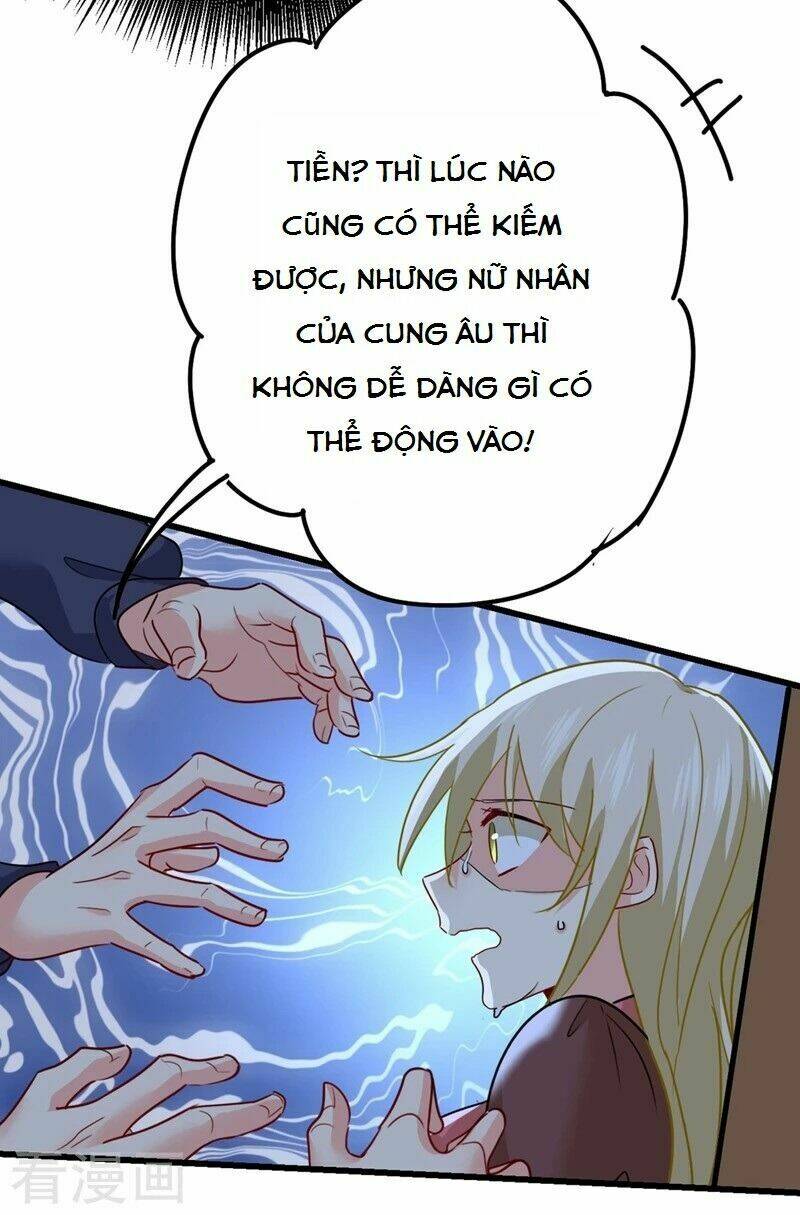 TIỀN? THÌ LÚC NÀO
CŨNG CÓ THỂ KIẾM
ĐƯỢC, NHƯNG NỮ NHÂN
CỦA CUNG ÂU THÌ
KHÔNG DỄ DÀNG GÌ CÓ
THỂ ĐỘNG VÀO!
看漫画